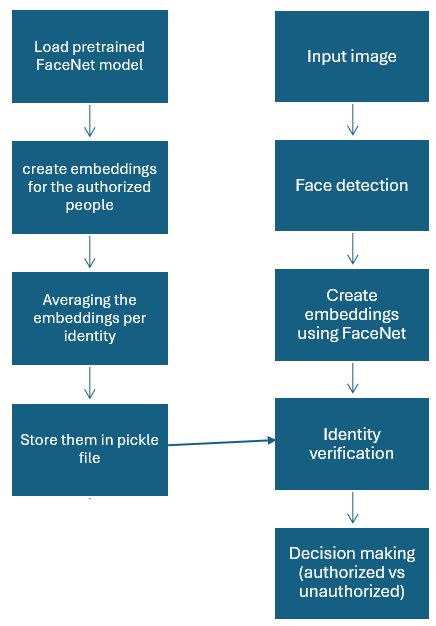 Load pretrained
FaceNet model
create embeddings
for the authorized
people
Averaging the
embeddings per
identity
Store them in pickle
file
Input image
Face detection
Create
embeddings
using FaceNet
Identity
verification
Decision making
(authorized vs
unauthorized)